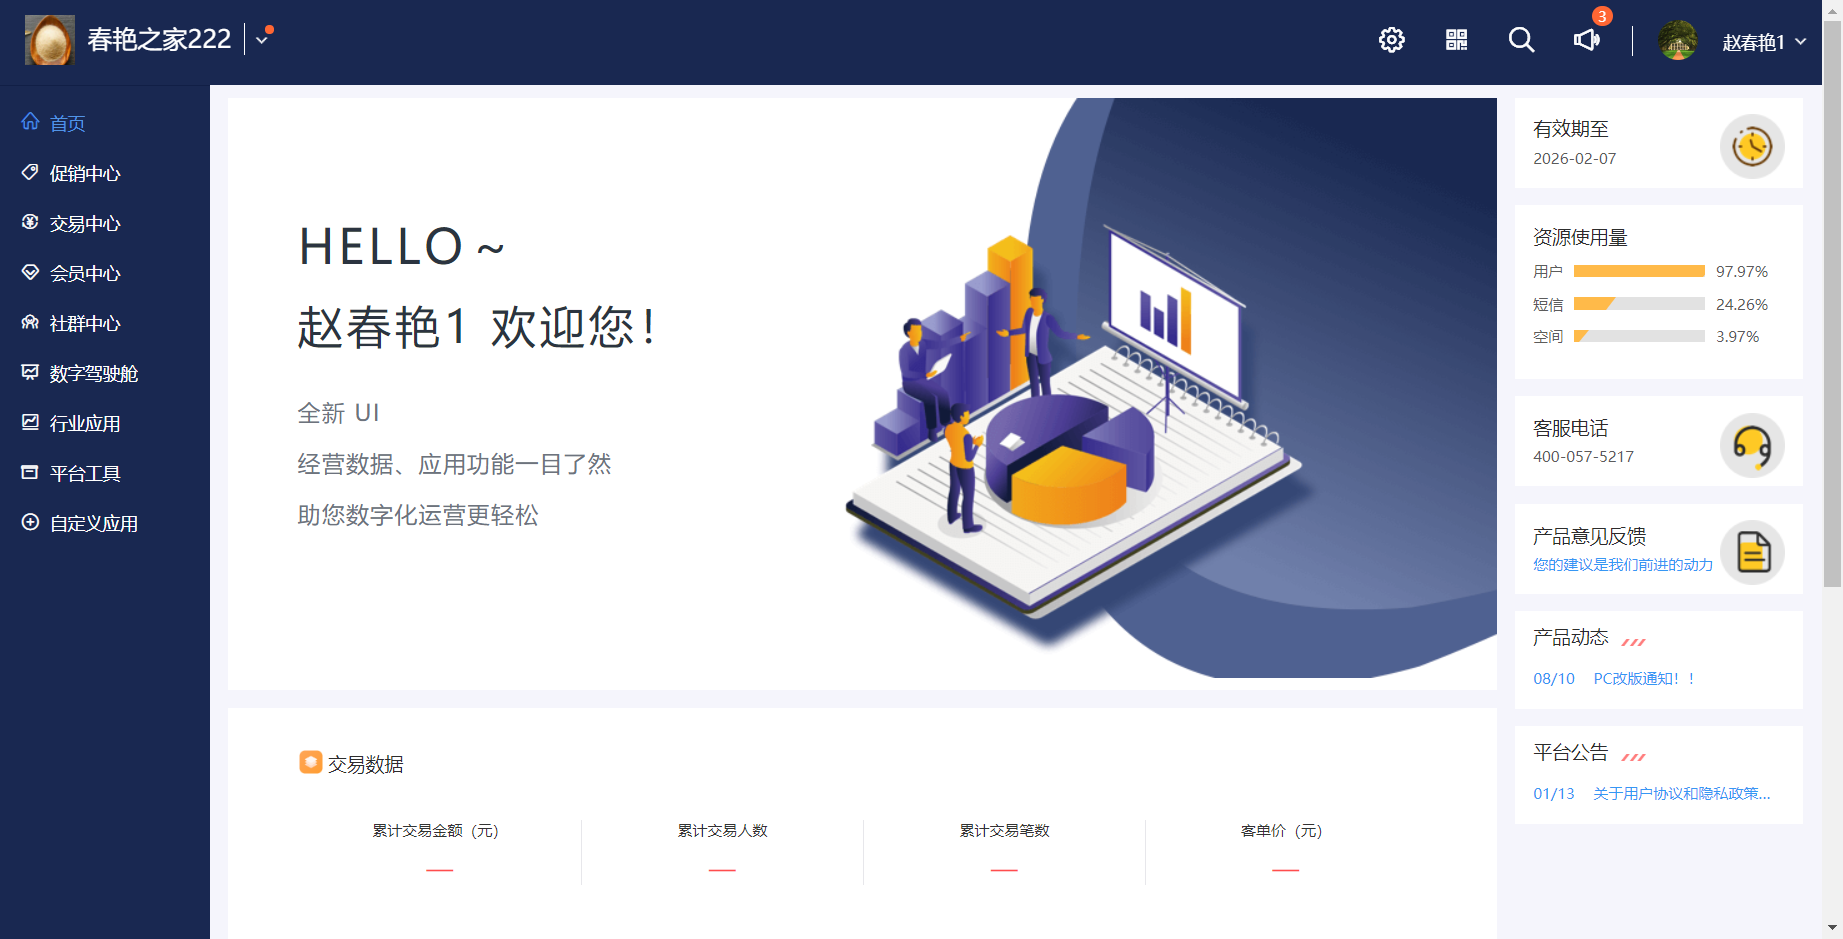 春艳之家222
3
赵春艳1
首页
促销中心
交易中心
会员中心
社群中心
数字驾驶舱
行业应用
平台工具
自定义应用
HELLO ~
赵春艳1 欢迎您！
全新 UI
经营数据、应用功能一目了然
助您数字化运营更轻松
交易数据
累计交易金额（元）
累计交易人数
累计交易笔数
客单价（元）
有效期至
2026-02-07
资源使用量
用户 97.97%
短信 24.26%
空间 3.97%
客服电话
400-057-5217
产品意见反馈
您的建议是我们前进的动力
产品动态
08/10 PC改版通知！！
平台公告
01/13 关于用户协议和隐私政策...